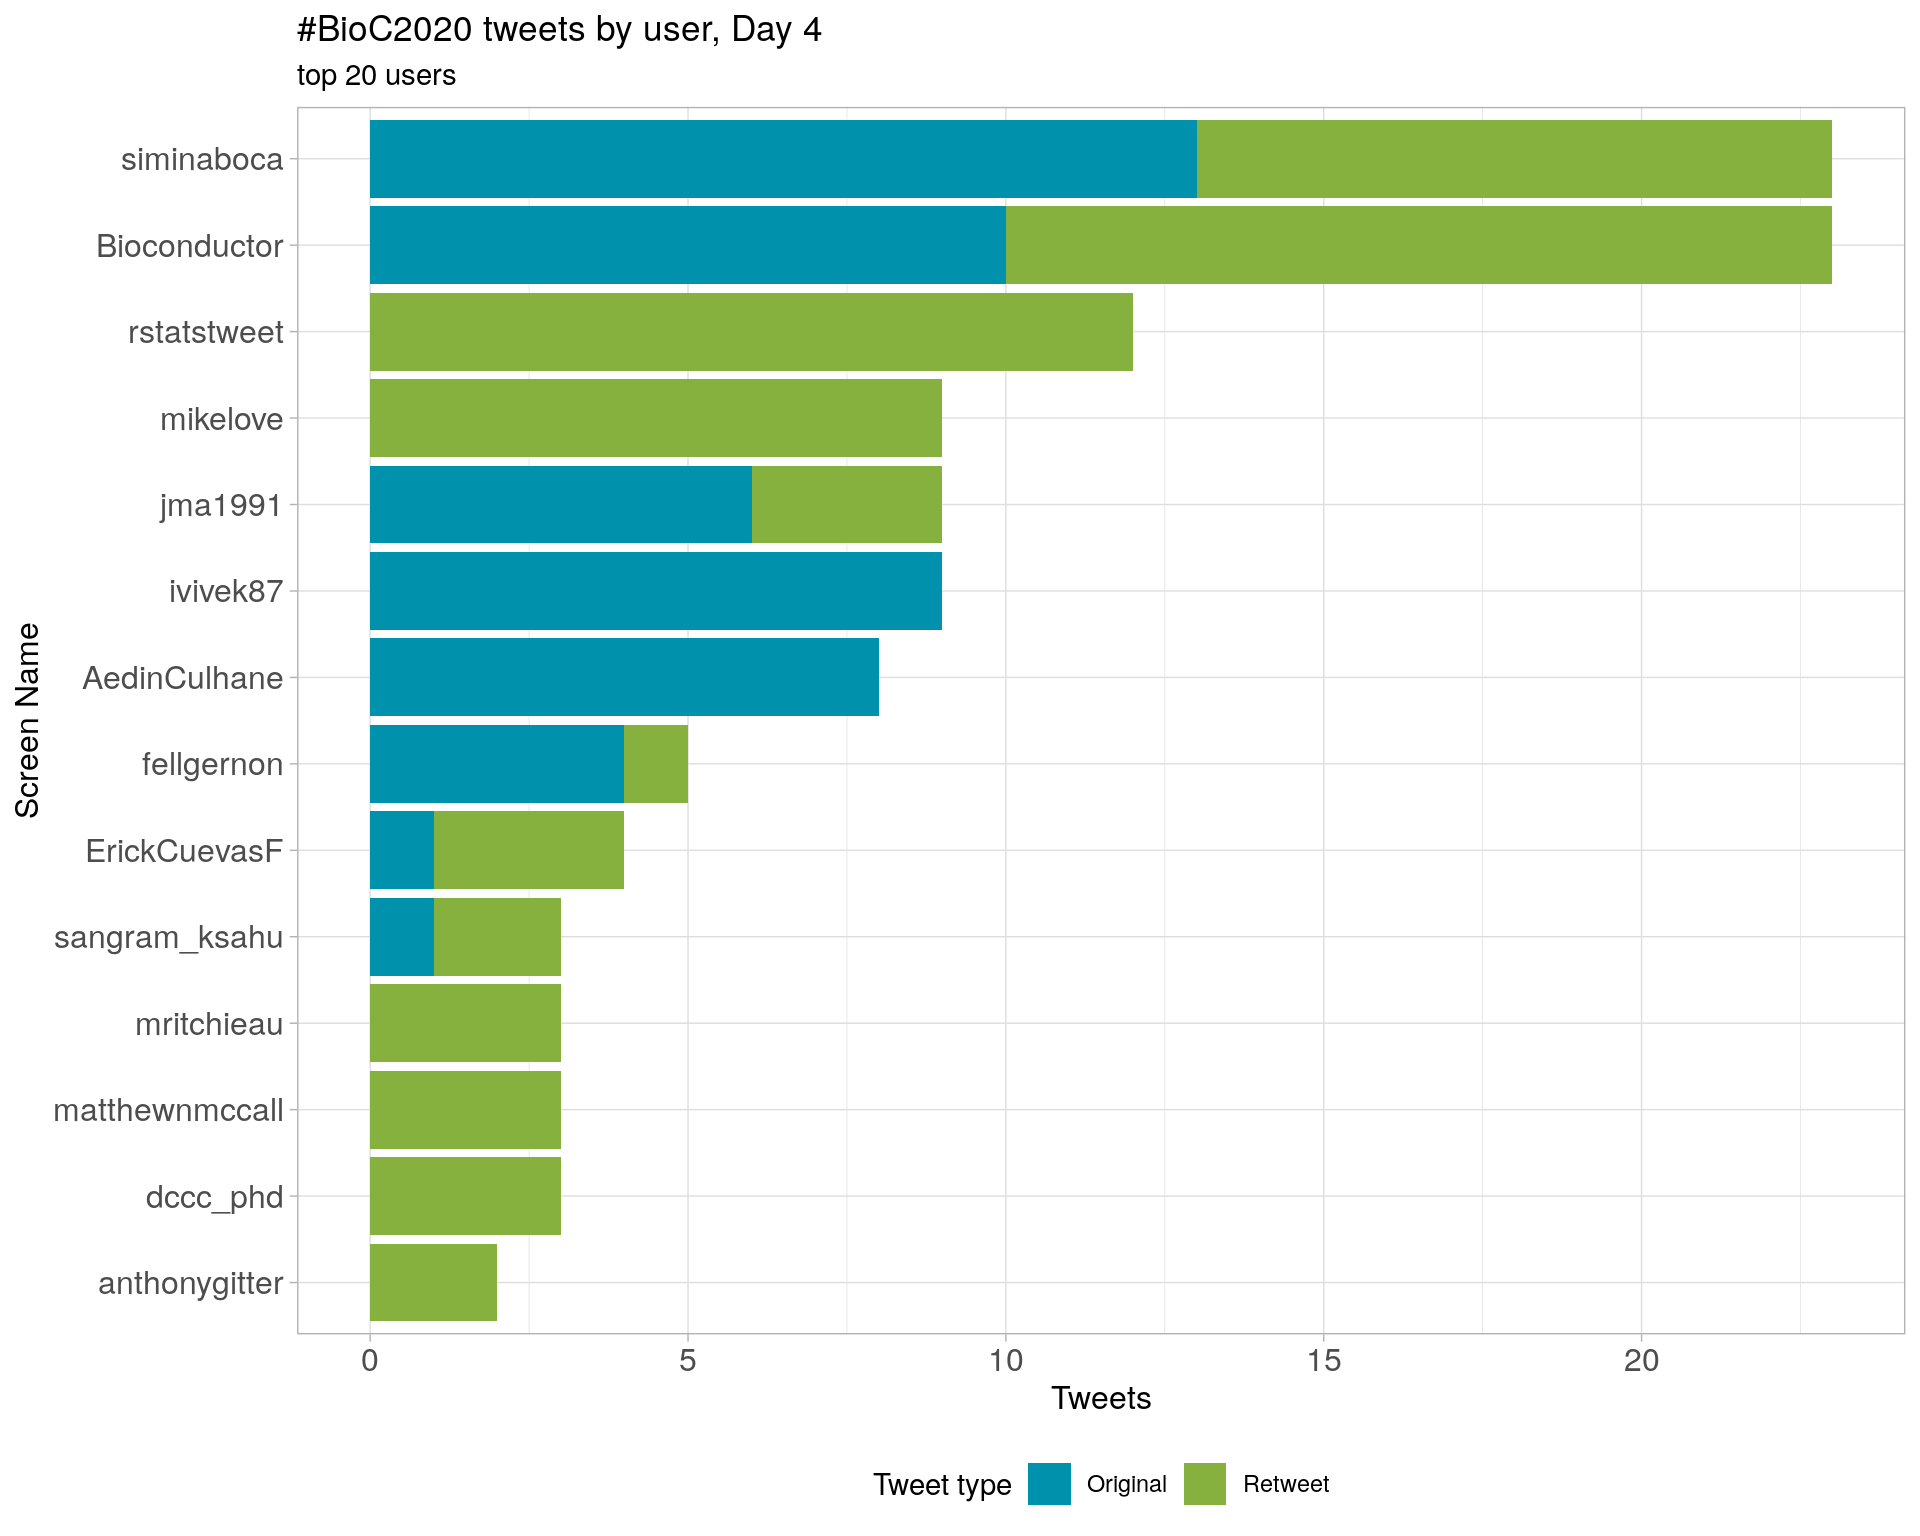 #BioC2020 tweets by user, Day 4
top 20 users
Screen Name
siminaboca
Bioconductor
rstatstweet
mikelove
jma1991
ivivek87
AedinCulhane
fellgernon
ErickCuevasF
sangram_ksahu
mritchieau
matthewnmccall
dccc_phd
anthonygitter
0 5 10 15 20
Tweets
Tweet type Original Retweet